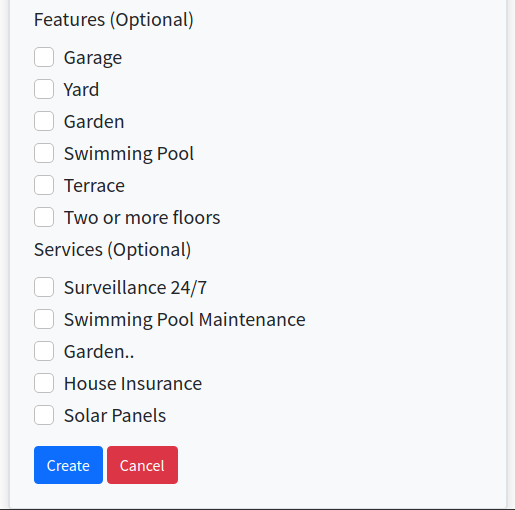 Features (Optional)
Garage
Yard
Garden
Swimming Pool
Terrace
Two or more floors
Services (Optional)
Surveillance 24/7
Swimming Pool Maintenance
Garden..
House Insurance
Solar Panels
Create Cancel